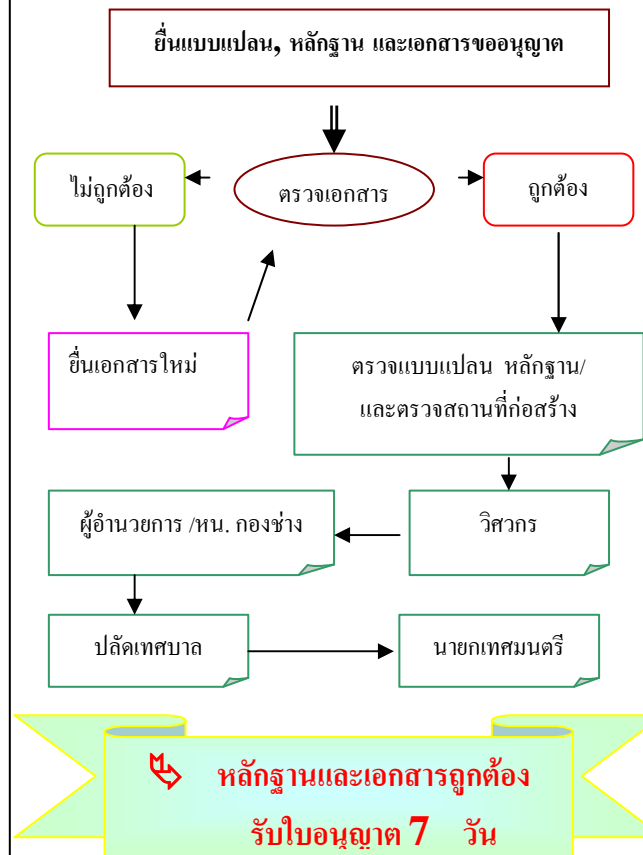 ยื่นแบบแปลน, หลักฐาน และเอกสารขออนุญาต
ไม่ถูกต้อง
ตรวจเอกสาร
ถูกต้อง
ยื่นเอกสารใหม่
ตรวจแบบแปลน หลักฐาน/
และตรวจสถานที่ก่อสร้าง
ผู้อำนวยการ /หน. กองช่าง
วิศวกร
ปลัดเทศบาล
นายกเทศมนตรี
หลักฐานและเอกสารถูกต้อง
รับใบอนุญาต 7 วัน